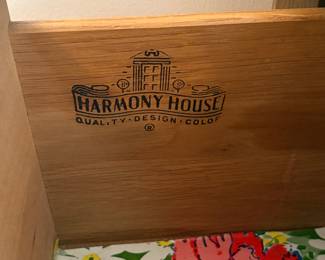 HARMONY HOUSE
QUALITY · DESIGN · COLOR
®